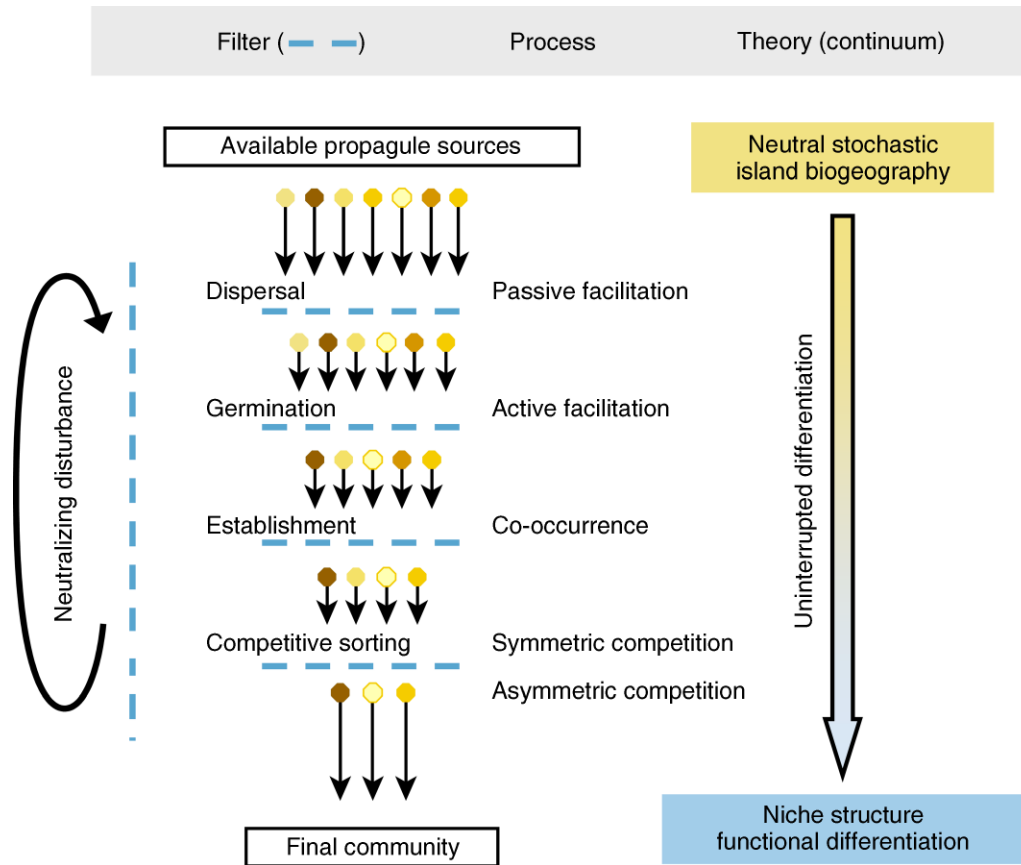 Filter ( )
Process
Theory (continuum)
Available propagule sources
Neutral stochastic
island biogeography
Dispersal
Passive facilitation
Germination
Active facilitation
Establishment
Co-occurrence
Competitive sorting
Symmetric competition
Asymmetric competition
Neutralizing disturbance
Uninterrupted differentiation
Final community
Niche structure
functional differentiation